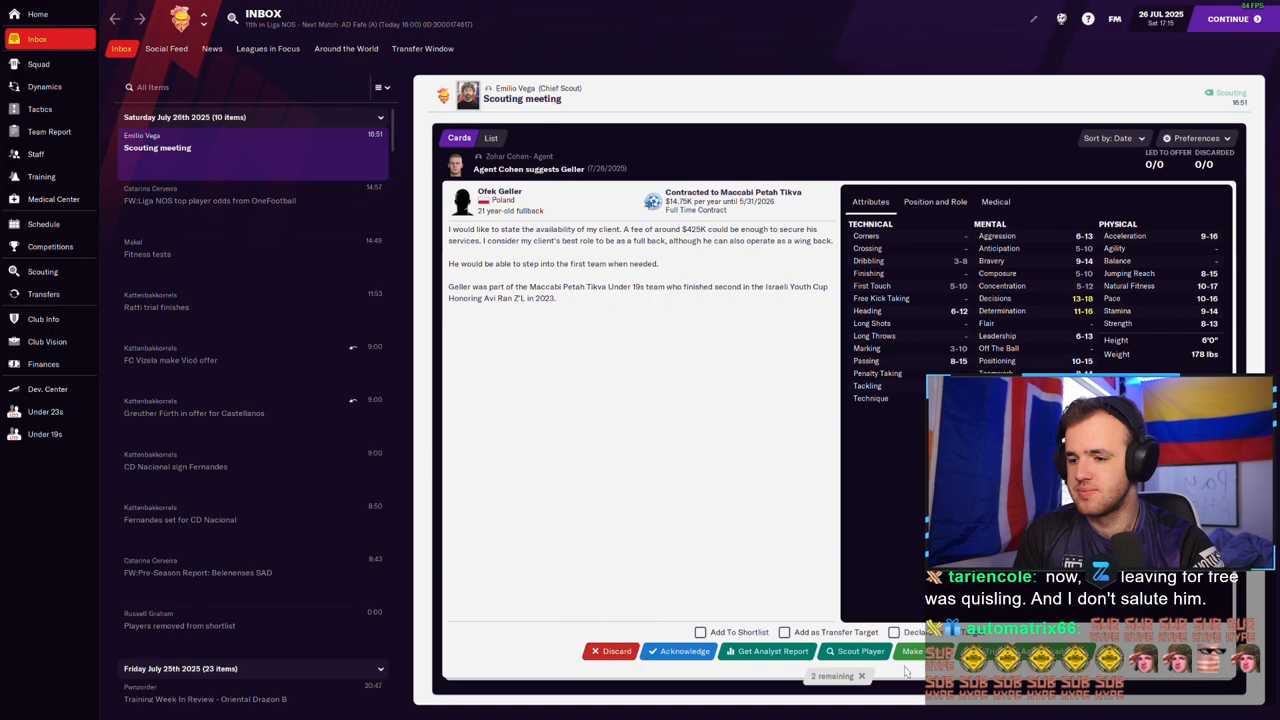 84 FPS
Home
INBOX
11th in Liga NOS - Next Match: AD Fafe (A) (Today 16:00) (ID:2000174617)
FM
26 JUL 2025
Sat 17:15
CONTINUE
Inbox
Squad
Dynamics
Tactics
Team Report
Staff
Training
Medical Center
Schedule
Competitions
Scouting
Transfers
Club Info
Club Vision
Finances
Dev. Center
Under 23s
Under 19s
Inbox
Social Feed
News
Leagues in Focus
Around the World
Transfer Window
All Items
Saturday July 26th 2025 (10 items)
Emilio Vega
16:51
Scouting meeting
Catarina Cerveira
14:57
FW:Liga NOS top player odds from OneFootball
Makal
14:49
Fitness tests
Kattenbakkorrels
11:53
Ratti trial finishes
Kattenbakkorrels
9:00
FC Vizela make Vicó offer
Kattenbakkorrels
9:00
Greuther Fürth in offer for Castellanos
Kattenbakkorrels
9:00
CD Nacional sign Fernandes
Kattenbakkorrels
8:50
Fernandes set for CD Nacional
Catarina Cerveira
8:43
FW:Pre-Season Report: Belenenses SAD
Russell Graham
0:00
Players removed from shortlist
Friday July 25th 2025 (23 items)
Pwnzorder
20:47
Training Week In Review - Oriental Dragon B
Emilio Vega (Chief Scout)
Scouting meeting
Scouting
16:51
Cards
List
Sort by: Date
Preferences
Zohar Cohen- Agent
Agent Cohen suggests Geller (7/26/2025)
LED TO OFFER
0/0
DISCARDED
0/0
Ofek Geller
Poland
21 year-old fullback
Contracted to Maccabi Petah Tikva
$14.75K per year until 5/31/2026
Full Time Contract
I would like to state the availability of my client. A fee of around $425K could be enough to secure his
services. I consider my client's best role to be as a full back, although he can also operate as a wing back.
He would be able to step into the first team when needed.
Geller was part of the Maccabi Petah Tikva Under 19s team who finished second in the Israeli Youth Cup
Honoring Avi Ran Z'L in 2023.
Attributes
Position and Role
Medical
TECHNICAL
Corners -
Crossing -
Dribbling 3-8
Finishing -
First Touch 5-10
Free Kick Taking -
Heading 6-12
Long Shots -
Long Throws -
Marking 3-10
Passing 8-15
Penalty Taking
Tackling
Technique
MENTAL
Aggression 6-13
Anticipation 5-10
Bravery 9-14
Composure 5-10
Concentration 5-12
Decisions 13-18
Determination 11-16
Flair -
Leadership 6-13
Off The Ball -
Positioning 10-15
PHYSICAL
Acceleration 9-16
Agility -
Balance -
Jumping Reach 8-15
Natural Fitness 10-17
Pace 10-16
Stamina 9-14
Strength 8-13
Height 6'0"
Weight 178 lbs
Add To Shortlist
Add as Transfer Target
Discard
Acknowledge
Get Analyst Report
Scout Player
Make
2 remaining
tariencole: now, Z leaving for free
was quisling. And I don't salute him.
automatrix66: SUB HYPE SUB HYPE SUB HYPE SUB HYPE